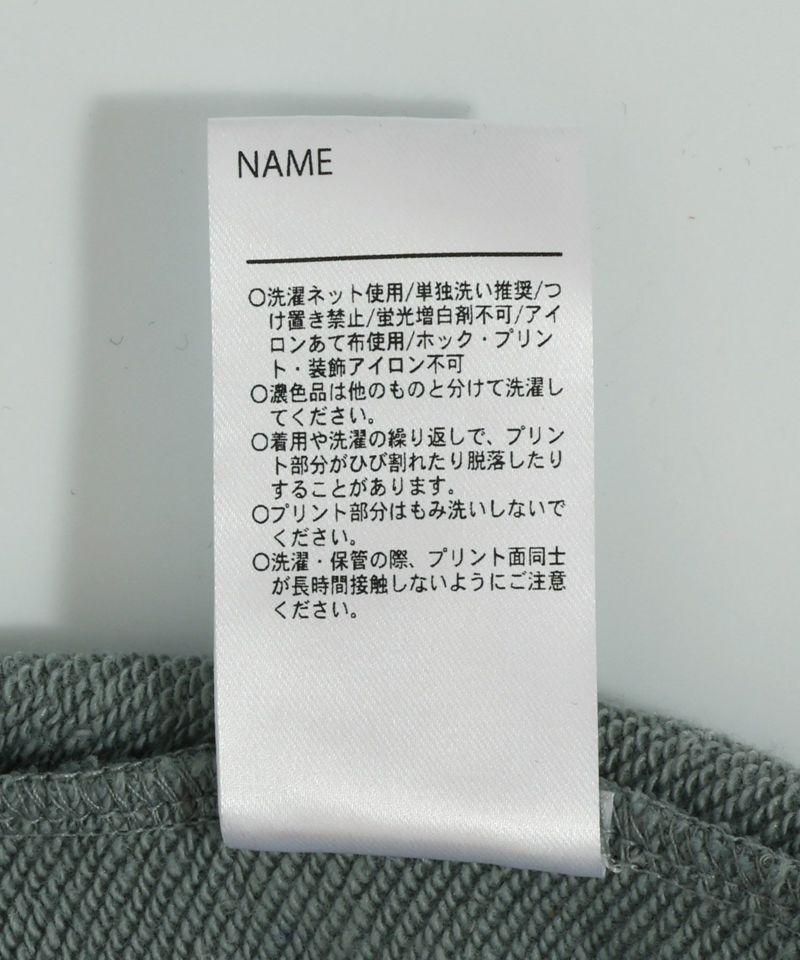 NAME
〇洗濯ネット使用/単独洗い推奨/つ
け置き禁止/蛍光増白剤不可/アイ
ロンあて布使用/ホック・プリン
ト・装飾アイロン不可
〇濃色品は他のものと分けて洗濯し
てください。
〇着用や洗濯の繰り返しで、プリン
ト部分がひび割れたり脱落したり
することがあります。
〇プリント部分はもみ洗いしないで
ください。
〇洗濯・保管の際、プリント面同士
が長時間接触しないようにご注意
ください。